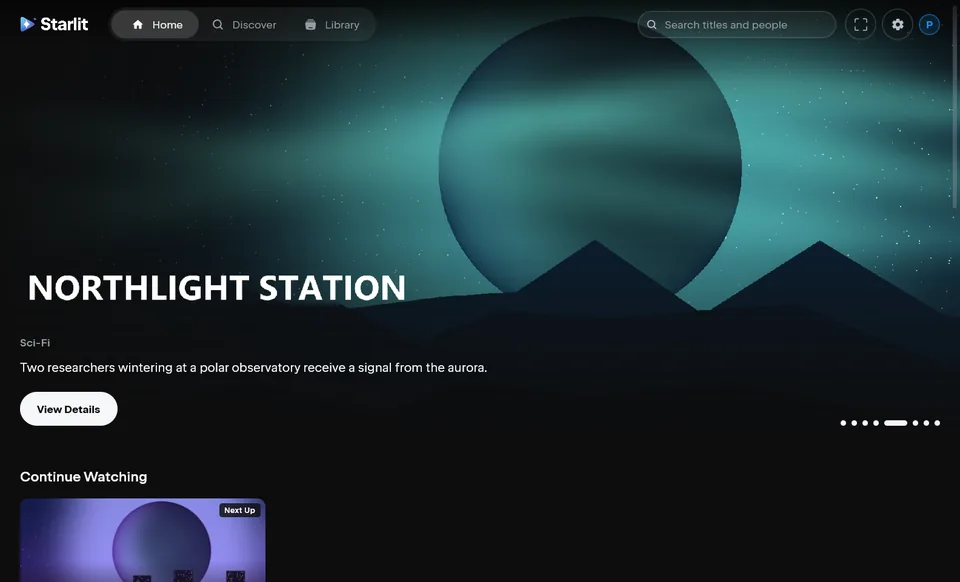 Starlit
Home
Discover
Library
Search titles and people
P
NORTHLIGHT STATION
Sci-Fi
Two researchers wintering at a polar observatory receive a signal from the aurora.
View Details
Continue Watching
Next Up